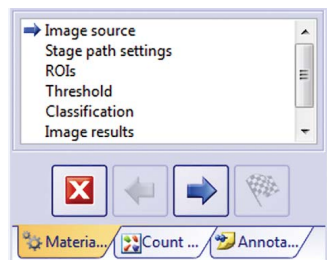 Image source
Stage path settings
ROIs
Threshold
Classification
Image results
Materia... Count ... Annota...